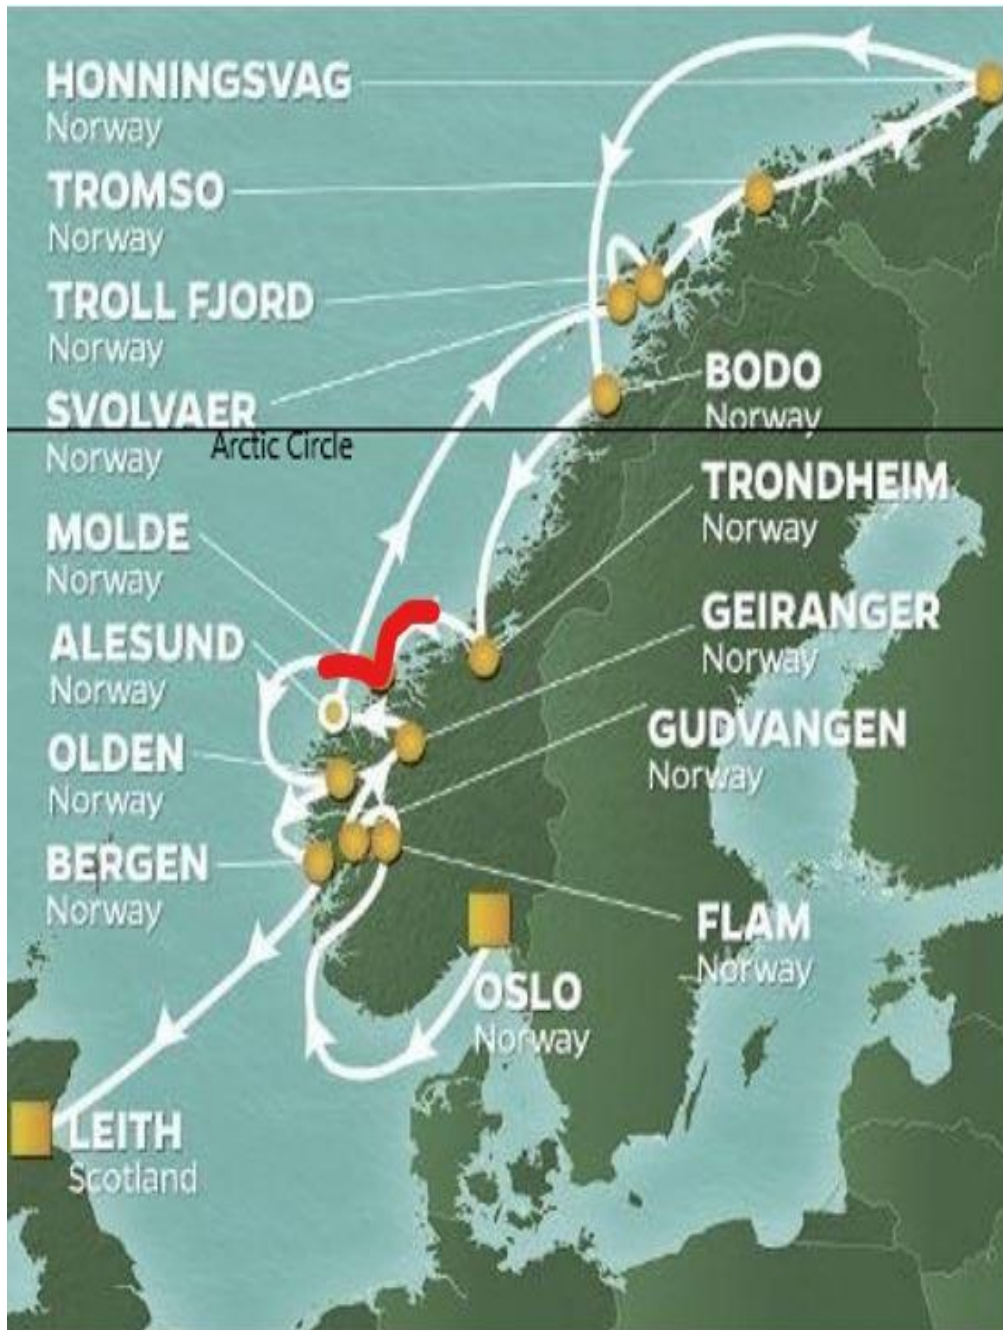 HONNINGSVAG
Norway
TROMSO
Norway
TROLL FJORD
Norway
SVOLVAER
Norway
Arctic Circle
BODO
Norway
TRONDHEIM
Norway
MOLDE
Norway
GEIRANGER
Norway
ALESUND
Norway
GUDVANGEN
Norway
OLDEN
Norway
BERGEN
Norway
FLAM
Norway
OSLO
Norway
LEITH
Scotland